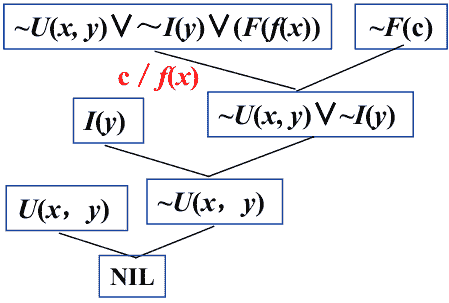 ~U(x, y)∨~I(y)∨(F(f(x)) ~F(c)
c / f(x)
I(y) ~U(x, y)∨~I(y)
U(x, y) ~U(x, y)
NIL